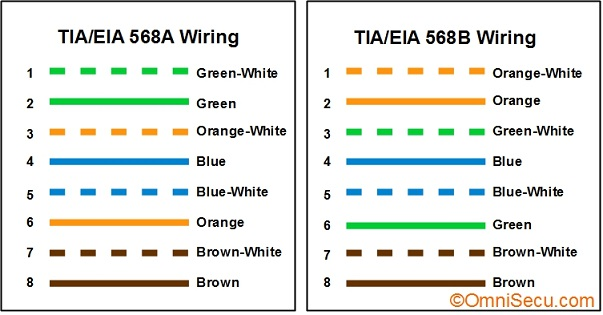 TIA/EIA 568A Wiring
1 Green-White
2 Green
3 Orange-White
4 Blue
5 Blue-White
6 Orange
7 Brown-White
8 Brown
TIA/EIA 568B Wiring
1 Orange-White
2 Orange
3 Green-White
4 Blue
5 Blue-White
6 Green
7 Brown-White
8 Brown
©OmniSecu.com